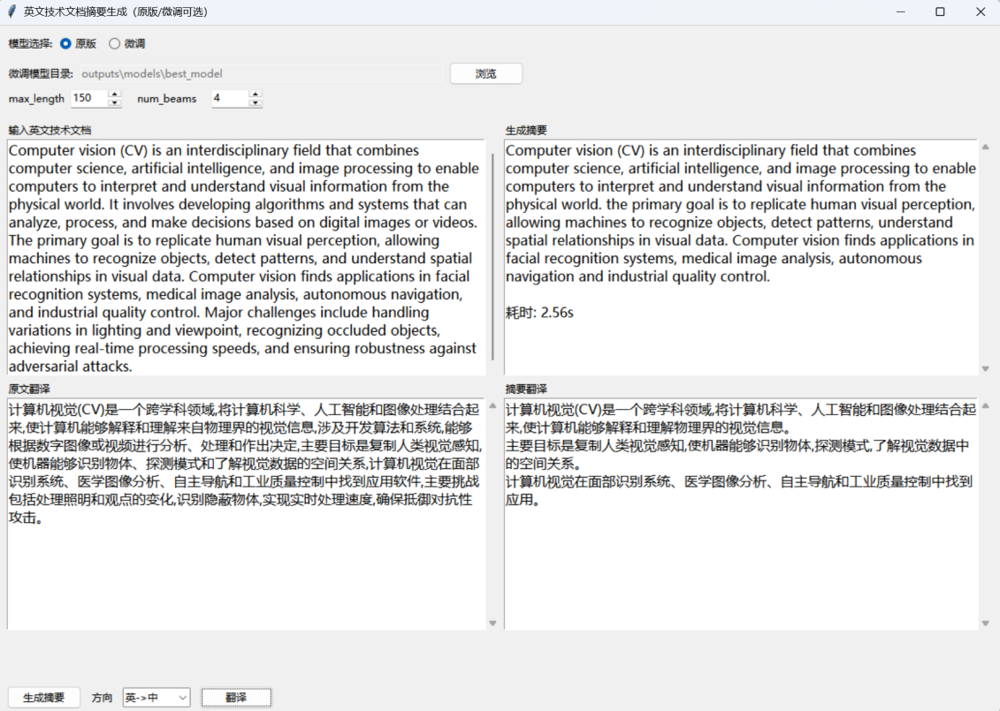 英文技术文档摘要生成（原版/微调可选）
模型选择: 原版 微调
微调模型目录: outputs\models\best_model 浏览
max_length 150 num_beams 4
输入英文技术文档
Computer vision (CV) is an interdisciplinary field that combines
computer science, artificial intelligence, and image processing to enable
computers to interpret and understand visual information from the
physical world. It involves developing algorithms and systems that can
analyze, process, and make decisions based on digital images or videos.
The primary goal is to replicate human visual perception, allowing
machines to recognize objects, detect patterns, and understand spatial
relationships in visual data. Computer vision finds applications in facial
recognition systems, medical image analysis, autonomous navigation,
and industrial quality control. Major challenges include handling
variations in lighting and viewpoint, recognizing occluded objects,
achieving real-time processing speeds, and ensuring robustness against
adversarial attacks.
生成摘要
Computer vision (CV) is an interdisciplinary field that combines
computer science, artificial intelligence, and image processing to enable
computers to interpret and understand visual information from the
physical world. the primary goal is to replicate human visual perception,
allowing machines to recognize objects, detect patterns, understand
spatial relationships in visual data. Computer vision finds applications in
facial recognition systems, medical image analysis, autonomous
navigation and industrial quality control.
耗时: 2.56s
原文翻译
计算机视觉(CV)是一个跨学科领域,将计算机科学、人工智能和图像处理结合起
来,使计算机能够解释和理解来自物理界的视觉信息,涉及开发算法和系统,能够
根据数字图像或视频进行分析、处理和作出决定,主要目标是复制人类视觉感知,
使机器能够识别物体、探测模式和了解视觉数据的空间关系,计算机视觉在面部
识别系统、医学图像分析、自主导航和工业质量控制中找到应用软件,主要挑战
包括处理照明和观点的变化,识别隐蔽物体,实现实时处理速度,确保抵御对抗性
攻击。
摘要翻译
计算机视觉(CV)是一个跨学科领域,将计算机科学、人工智能和图像处理结合起
来,使计算机能够解释和理解物理界的视觉信息。
主要目标是复制人类视觉感知,使机器能够识别物体,探测模式,了解视觉数据中
的空间关系。
计算机视觉在面部识别系统、医学图像分析、自主导航和工业质量控制中找到
应用。
生成摘要 方向 英->中 翻译